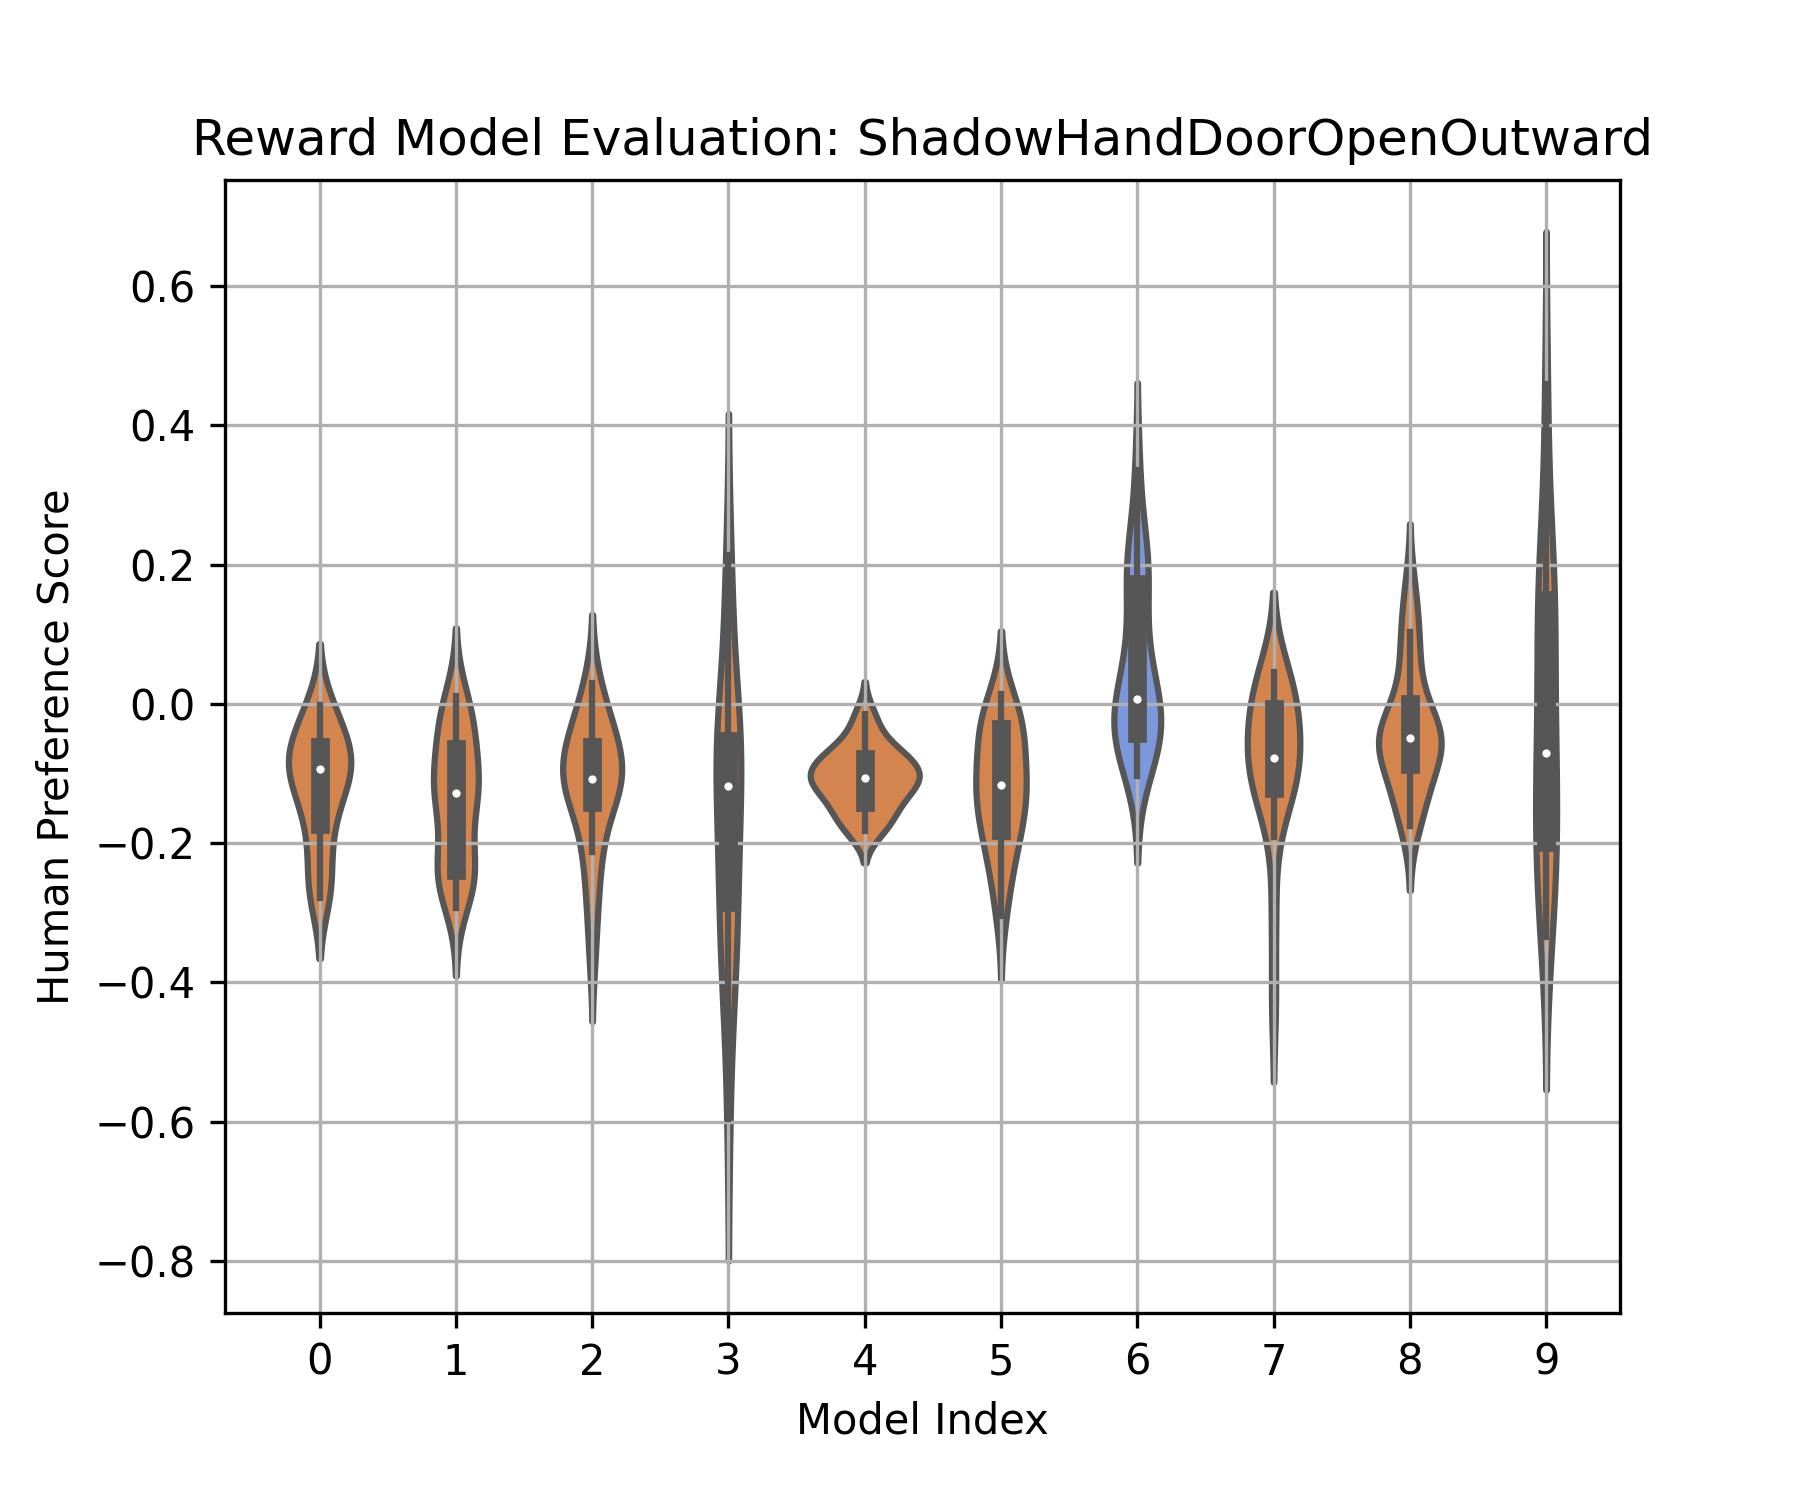 Reward Model Evaluation: ShadowHandDoorOpenOutward
Human Preference Score
0.6
0.4
0.2
0.0
−0.2
−0.4
−0.6
−0.8
0 1 2 3 4 5 6 7 8 9
Model Index